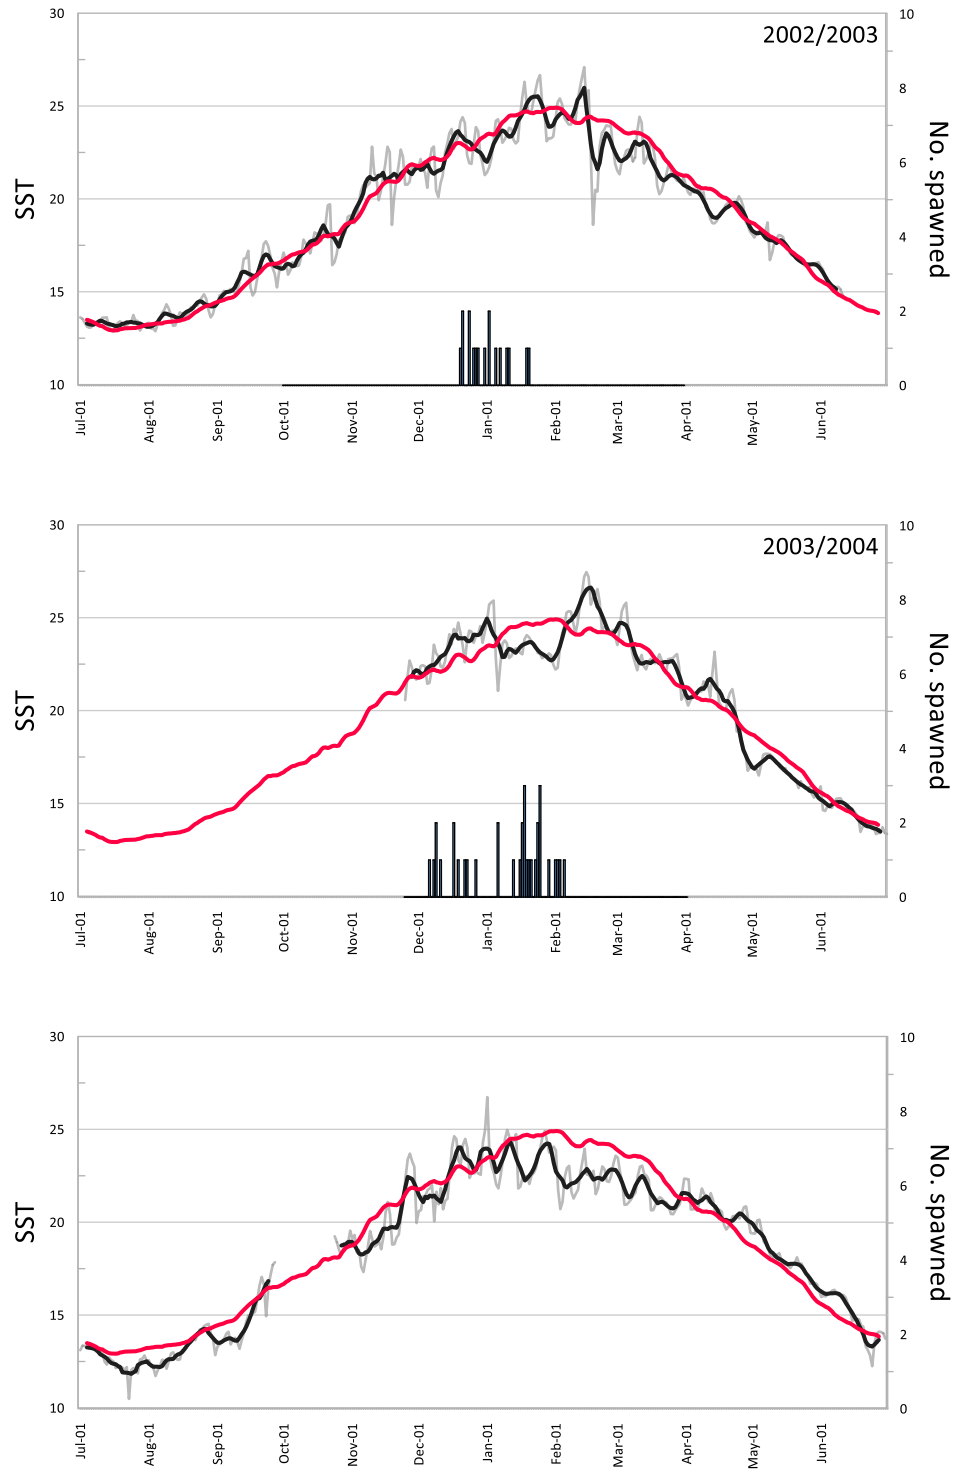 30
25
20
15
10
SST
2002/2003
10
8
6
4
2
0
No. spawned
Jul-01
Aug-01
Sep-01
Oct-01
Nov-01
Dec-01
Jan-01
Feb-01
Mar-01
Apr-01
May-01
Jun-01
30
25
20
15
10
SST
2003/2004
10
8
6
4
2
0
No. spawned
Jul-01
Aug-01
Sep-01
Oct-01
Nov-01
Dec-01
Jan-01
Feb-01
Mar-01
Apr-01
May-01
Jun-01
30
25
20
15
10
SST
10
8
6
4
2
0
No. spawned
Jul-01
Aug-01
Sep-01
Oct-01
Nov-01
Dec-01
Jan-01
Feb-01
Mar-01
Apr-01
May-01
Jun-01